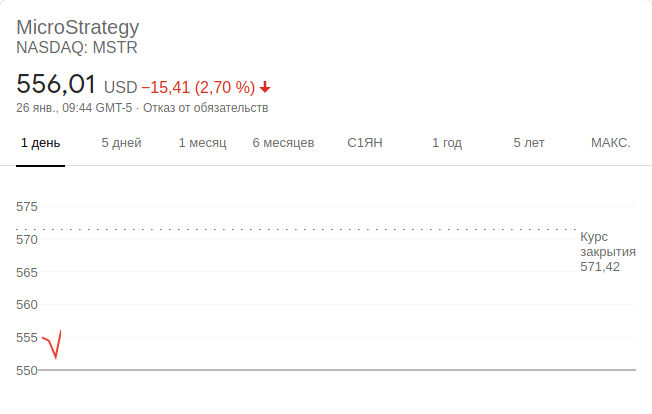 MicroStrategy
NASDAQ: MSTR
556,01 USD −15,41 (2,70 %)
26 янв., 09:44 GMT-5 · Отказ от обязательств
1 день 5 дней 1 месяц 6 месяцев С1ЯН 1 год 5 лет МАКС.
575
570
565
560
555
550
Курс
закрытия
571,42